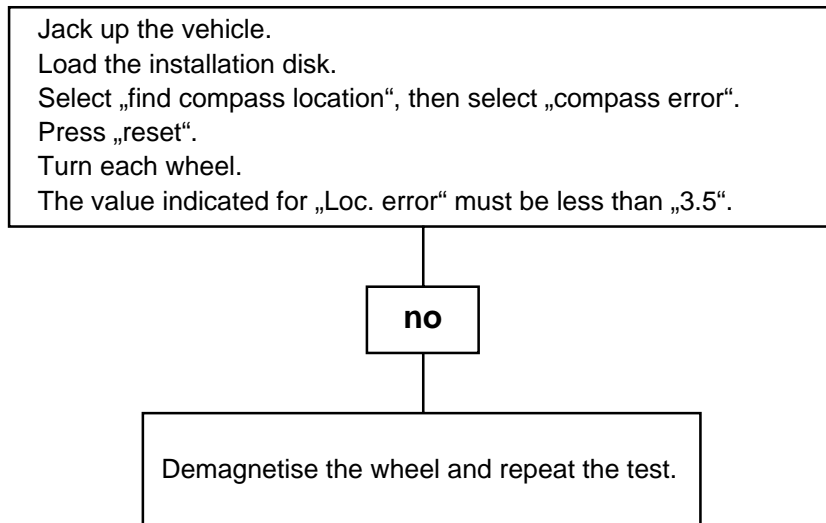 Jack up the vehicle.
Load the installation disk.
Select „find compass location“, then select „compass error“.
Press „reset“.
Turn each wheel.
The value indicated for „Loc. error“ must be less than „3.5“.
no
Demagnetise the wheel and repeat the test.